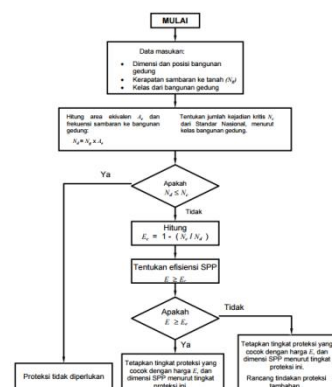 MULAI
Data masukan:
• Dimensi dan posisi bangunan
gedung
• Kerapatan sambaran ke tanah (Ng)
• Kelas dari bangunan gedung
Hitung area ekivalen Ae dan
frekuensi sambaran ke bangunan
gedung:
Nd = Ng x Ae
Tentukan jumlah kejadian kritis Nc
dari Standar Nasional, menurut
kelas bangunan gedung.
Ya
Apakah
Nd ≤ Nc
Tidak
Hitung
Ec = 1 - ( Nc / Nd )
Tentukan efisiensi SPP
E ≥ Ec
Apakah
E ≥ Ec
Tidak
Ya
Proteksi tidak diperlukan
Tetapkan tingkat proteksi yang
cocok dengan harga E, dan
dimensi SPP menurut tingkat
proteksi ini.
Tetapkan tingkat proteksi yang
cocok dengan harga E, dan
dimensi SPP menurut tingkat
proteksi ini.
Rancang tindakan proteksi
tambahan